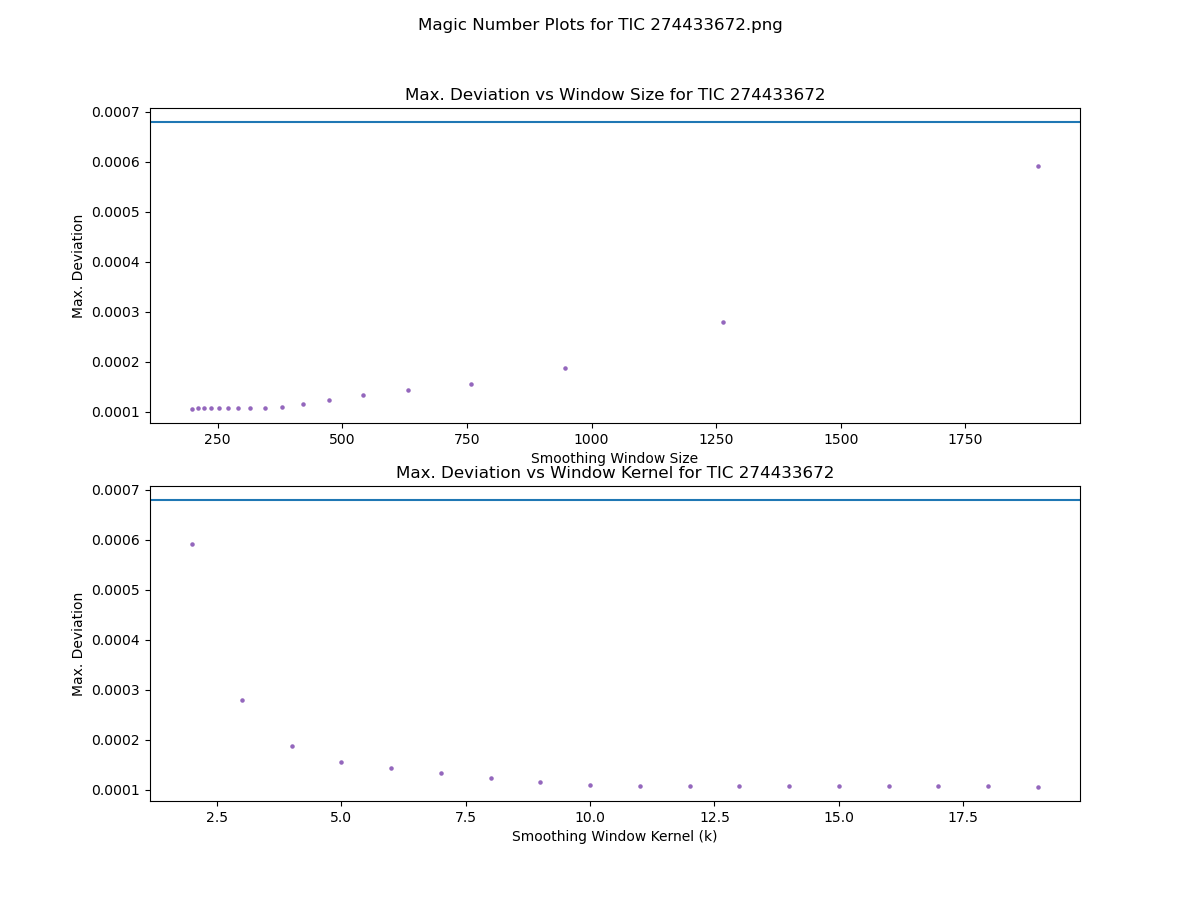 Magic Number Plots for TIC 274433672.png
Max. Deviation vs Window Size for TIC 274433672
0.0007
0.0006
0.0005
0.0004
0.0003
0.0002
0.0001
Max. Deviation
250 500 750 1000 1250 1500 1750
Smoothing Window Size
Max. Deviation vs Window Kernel for TIC 274433672
0.0007
0.0006
0.0005
0.0004
0.0003
0.0002
0.0001
Max. Deviation
2.5 5.0 7.5 10.0 12.5 15.0 17.5
Smoothing Window Kernel (k)